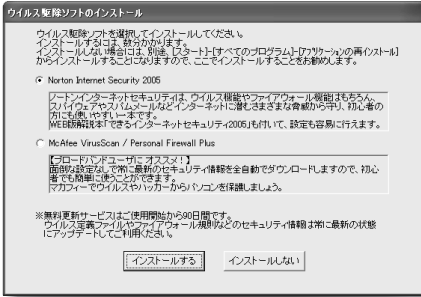 ウイルス駆除ソフトのインストール
ウイルス駆除ソフトを選択してインストールしてください。
インストールするには、数分かかります。
インストールしない場合には、別途、[スタート]-[すべてのプログラム]-[アプリケーションの再インストール]
からインストールすることになりますので、ここでインストールすることをお勧めします。
Norton Internet Security 2005
ノートンインターネットセキュリティは、ウイルス機能やファイアウォール機能はもちろん、
スパイウェアやスパムメールなどインターネットに潜むさまざまな脅威から守り、初心者の
方にも使いやすい一本です。
WEB版解説本「できるインターネットセキュリティ2005」も付いて、設定も容易に行えます。
McAfee VirusScan / Personal Firewall Plus
【ブロードバンドユーザに オススメ！】
面倒な設定なしで常に最新のセキュリティ情報を全自動でダウンロードしますので、初心
者でも簡単に使うことができます。
マカフィーでウイルスやハッカーからパソコンを保護しましょう。
※無料更新サービスはご使用開始から90日間です。
ウイルス定義ファイルやファイアウォール規則などのセキュリティ情報は常に最新の状態
にアップデートしてご利用ください。
インストールする
インストールしない